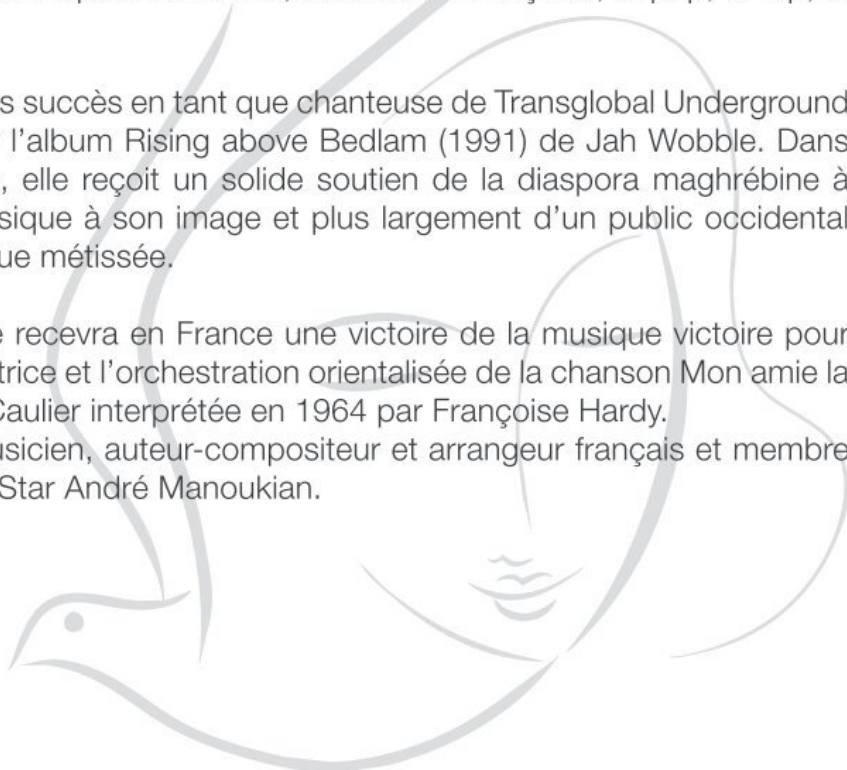 s succès en tant que chanteuse de Transglobal Underground
l'album Rising above Bedlam (1991) de Jah Wobble. Dans
, elle reçoit un solide soutien de la diaspora maghrébine à
sique à son image et plus largement d'un public occidental
ue métissée.
e recevra en France une victoire de la musique victoire pour
trice et l'orchestration orientalisée de la chanson Mon amie la
Caulier interprétée en 1964 par Françoise Hardy.
usicien, auteur-compositeur et arrangeur français et membre
Star André Manoukian.